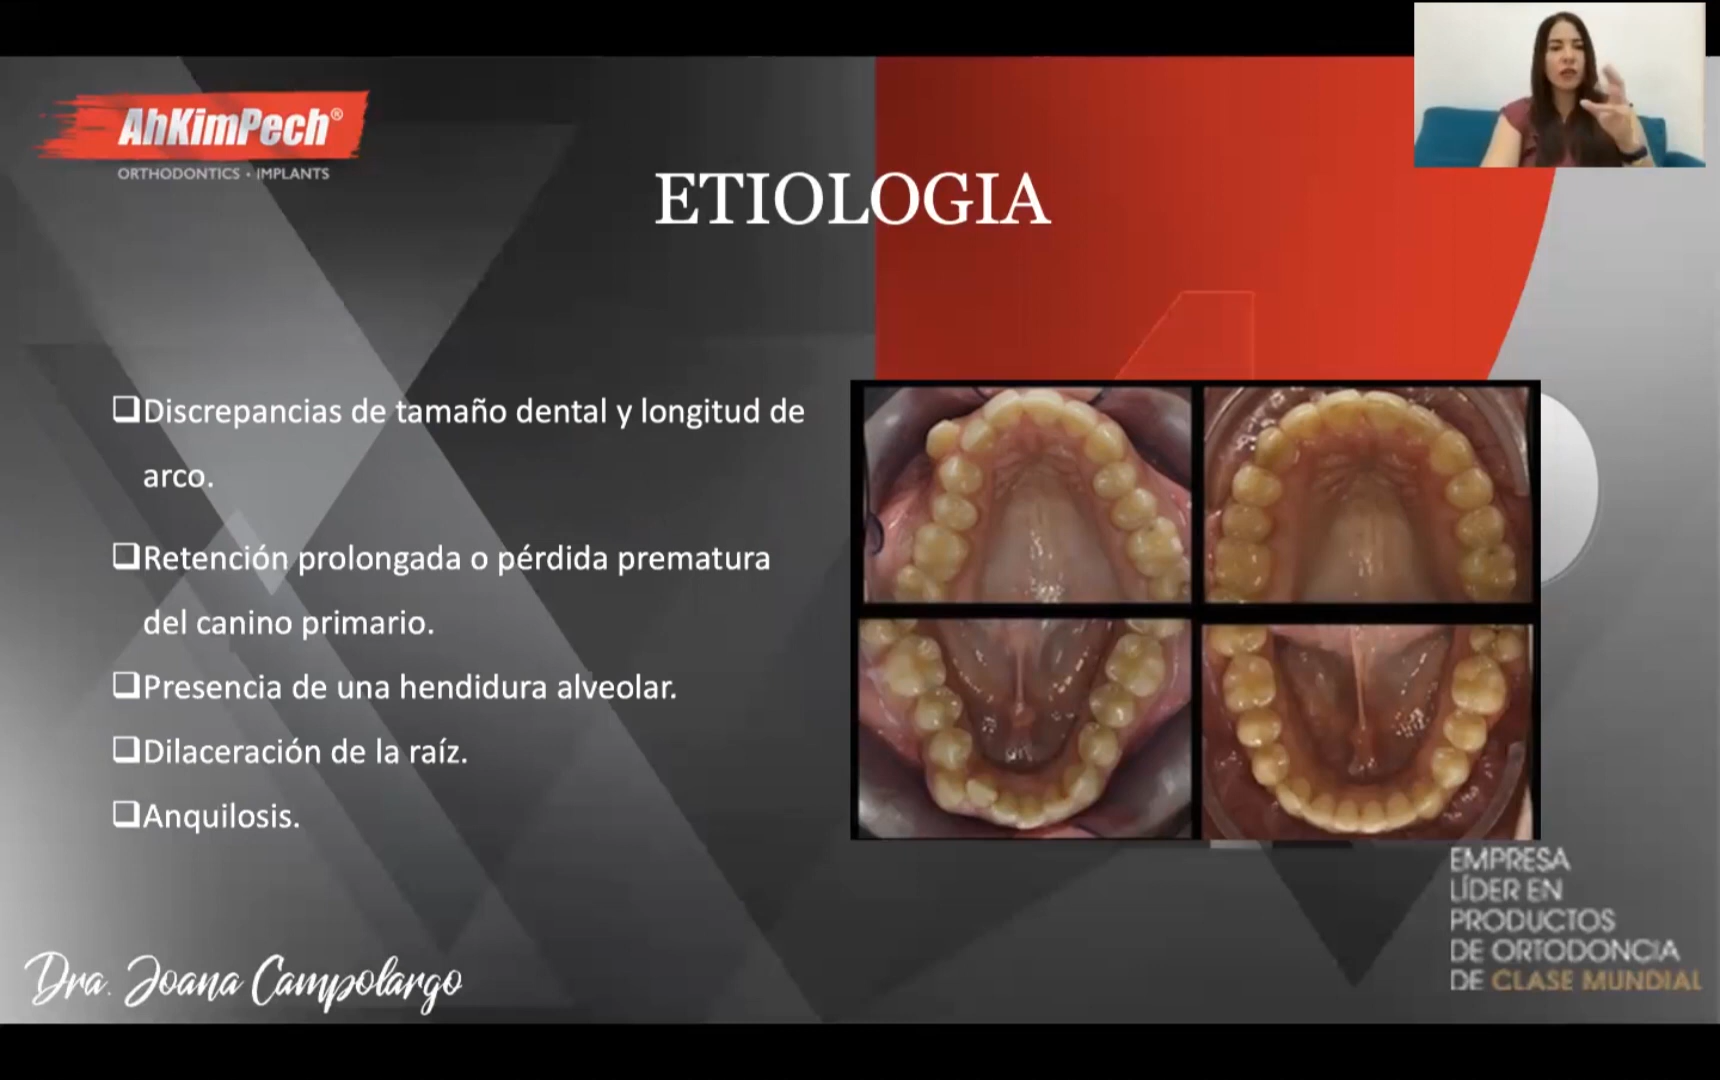 AhKimPech®
ORTHODONTICS • IMPLANTS
ETIOLOGIA
❑Discrepancias de tamaño dental y longitud de
arco.
❑Retención prolongada o pérdida prematura
del canino primario.
❑Presencia de una hendidura alveolar.
❑Dilaceración de la raíz.
❑Anquilosis.
EMPRESA
LÍDER EN
PRODUCTOS
DE ORTODONCIA
DE CLASE MUNDIAL
Dra. Joana Campolargo